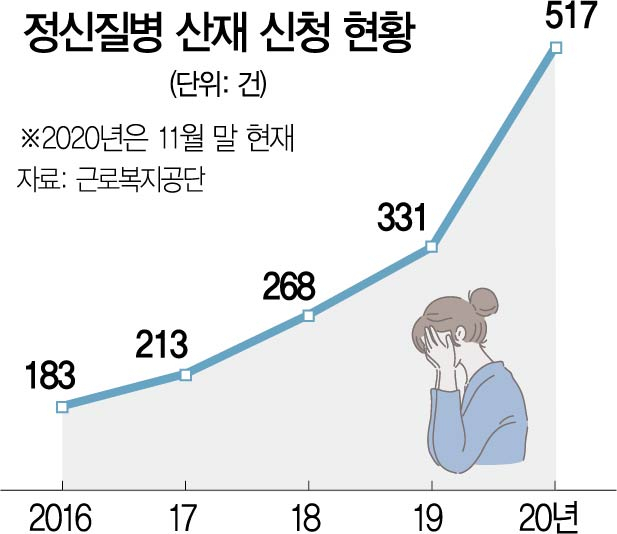 정신질병 산재 신청 현황
(단위: 건)
※2020년은 11월 말 현재
자료: 근로복지공단
517
331
268
213
183
2016 17 18 19 20년